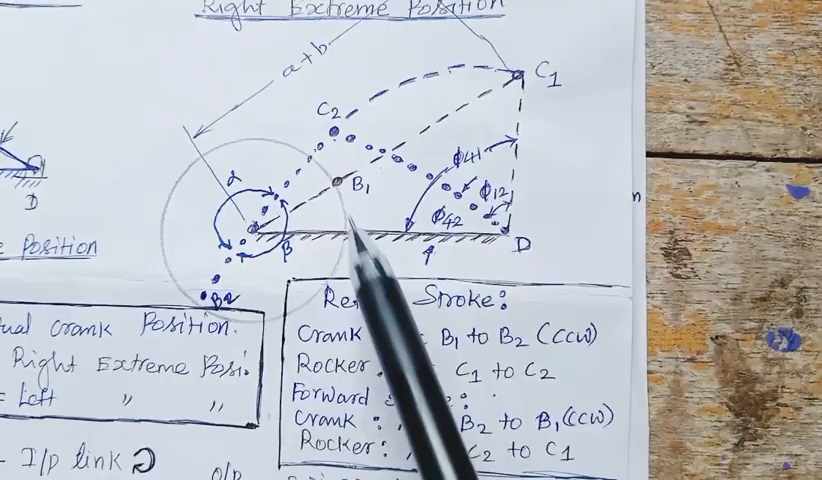 Right Extreme Position
a+b
C1
C2
ϕ41
α
B1
ϕ12
ϕ42
D
β
D
1
Position
B2
Stroke:
Crank Position.
Crank B1 to B2 (CCW)
Right Extreme Posi.
Rocker: C1 to C2
= Left " "
Forward
Crank: B2 to B1 (CCW)
Rocker: C2 to C1
- I/p link
O/p
n